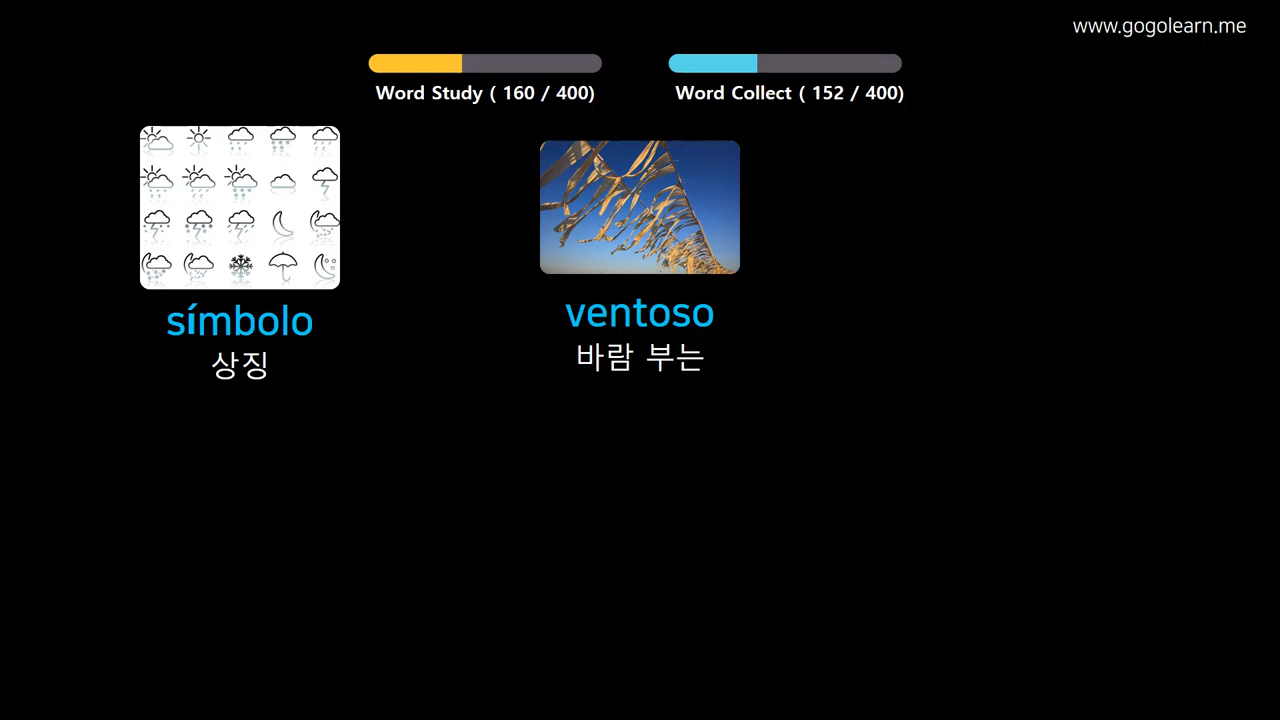 www.gogolearn.me
Word Study ( 160 / 400)
Word Collect ( 152 / 400)
símbolo
상징
ventoso
바람 부는